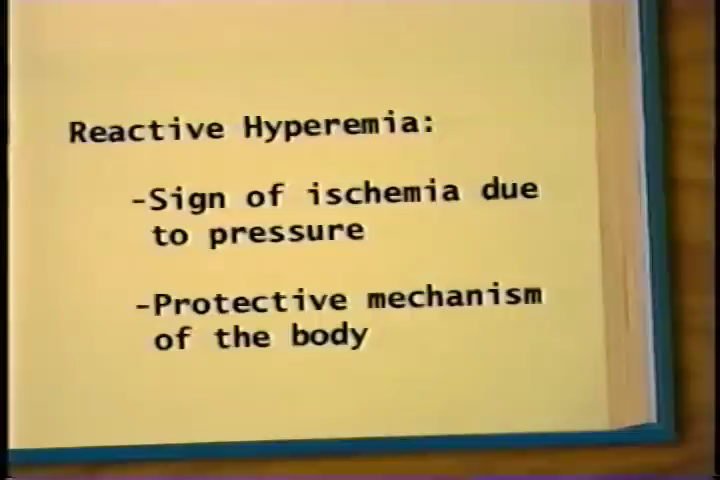 Reactive Hyperemia:
-Sign of ischemia due
to pressure
-Protective mechanism
of the body